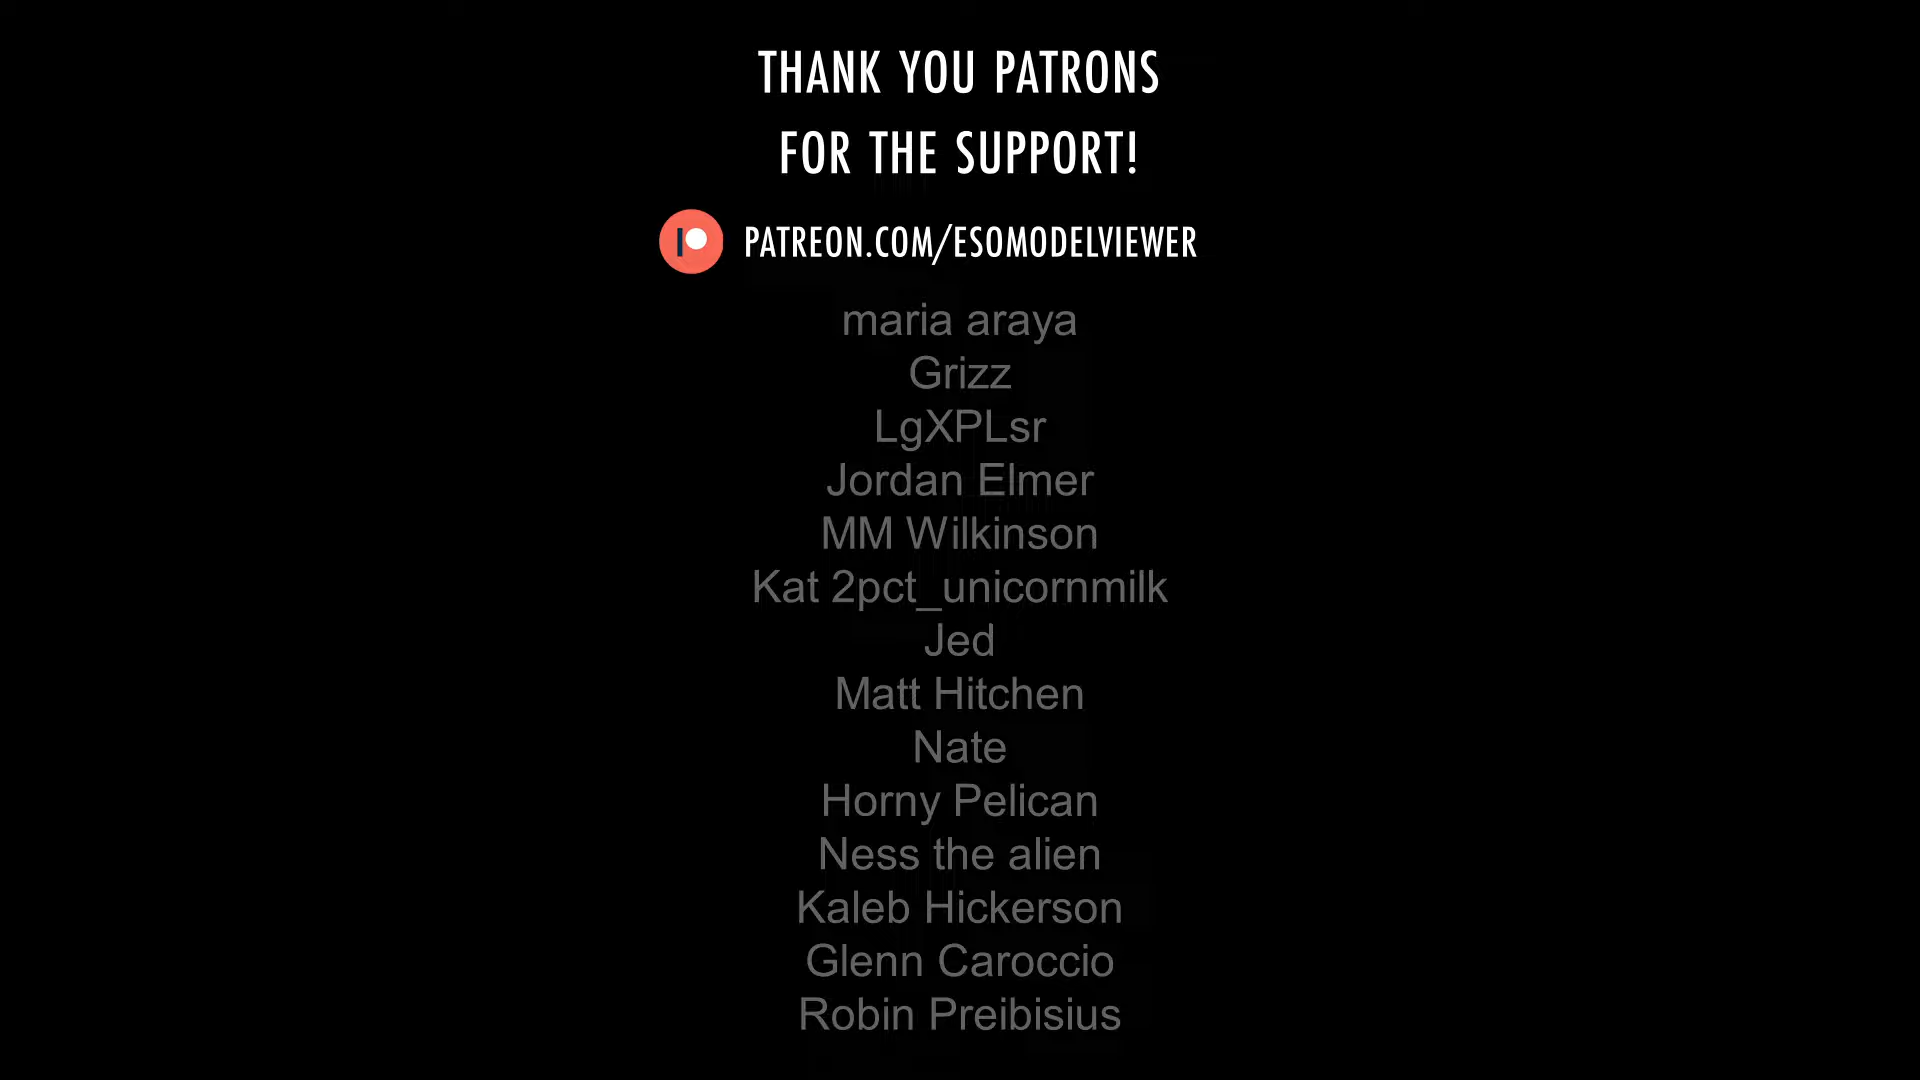 THANK YOU PATRONS
FOR THE SUPPORT!
PATREON.COM/ESOMODELVIEWER
maria araya
Grizz
LgXPLsr
Jordan Elmer
MM Wilkinson
Kat 2pct_unicornmilk
Jed
Matt Hitchen
Nate
Horny Pelican
Ness the alien
Kaleb Hickerson
Glenn Caroccio
Robin Preibisius